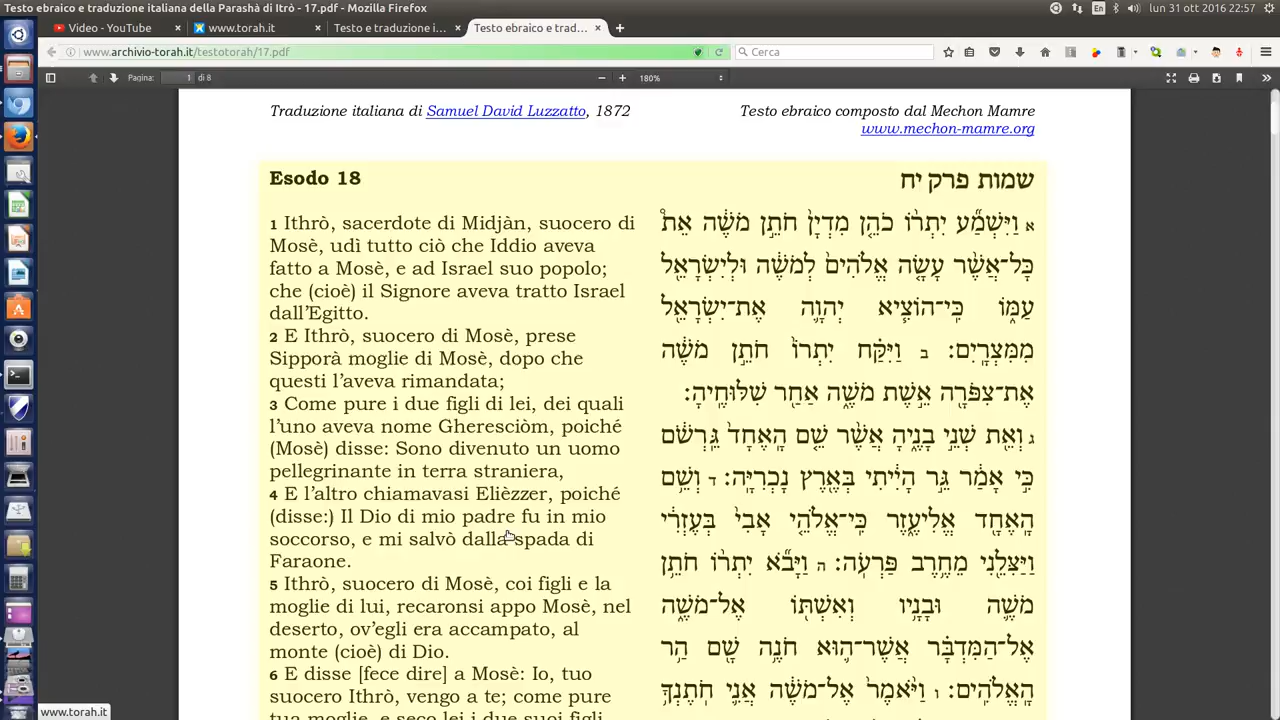 Testo ebraico e traduzione italiana della Parashà di Itrò - 17.pdf - Mozilla Firefox
En
lun 31 ott 2016 22:57
Video - YouTube
www.torah.it
Testo e traduzione i…
Testo ebraico e trad…
www.archivio-torah.it/testotorah/17.pdf
Cerca
Pagina:
1
di 8
180%
Traduzione italiana di Samuel David Luzzatto, 1872
Testo ebraico composto dal Mechon Mamre
www.mechon-mamre.org
Esodo 18
1 Ithrò, sacerdote di Midjàn, suocero di
Mosè, udì tutto ciò che Iddio aveva
fatto a Mosè, e ad Israel suo popolo;
che (cioè) il Signore aveva tratto Israel
dall’Egitto.
2 E Ithrò, suocero di Mosè, prese
Sipporà moglie di Mosè, dopo che
questi l’aveva rimandata;
3 Come pure i due figli di lei, dei quali
l’uno aveva nome Gheresciòm, poiché
(Mosè) disse: Sono divenuto un uomo
pellegrinante in terra straniera,
4 E l’altro chiamavasi Elièzzer, poiché
(disse:) Il Dio di mio padre fu in mio
soccorso, e mi salvò dalla spada di
Faraone.
5 Ithrò, suocero di Mosè, coi figli e la
moglie di lui, recaronsi appo Mosè, nel
deserto, ov’egli era accampato, al
monte (cioè) di Dio.
6 E disse [fece dire] a Mosè: Io, tuo
suocero Ithrò, vengo a te; come pure
tua moglie, e seco lei i due suoi figli.
שמות פרק יח
א וַיִּשְׁמַ֞ע יִתְר֨וֹ כֹהֵ֤ן מִדְיָן֙ חֹתֵ֣ן מֹשֶׁ֔ה אֵת֩
כָּל־אֲשֶׁ֨ר עָשָׂ֤ה אֱלֹהִים֙ לְמֹשֶׁ֔ה וּלְיִשְׂרָאֵ֖ל
עַמּ֑וֹ כִּֽי־הוֹצִ֧יא יְהוָ֛ה אֶת־יִשְׂרָאֵ֖ל
מִמִּצְרָֽיִם׃ ב וַיִּקַּ֗ח יִתְרוֹ֙ חֹתֵ֣ן מֹשֶׁ֔ה
אֶת־צִפֹּרָ֖ה אֵ֣שֶׁת מֹשֶׁ֑ה אַחַ֖ר שִׁלּוּחֶֽיהָ׃
ג וְאֵ֖ת שְׁנֵ֣י בָנֶ֑יהָ אֲשֶׁ֨ר שֵׁ֤ם הָֽאֶחָד֙ גֵּֽרְשֹׁ֔ם
כִּ֣י אָמַ֔ר גֵּ֣ר הָיִ֔יתִי בְּאֶ֖רֶץ נָכְרִיָּֽה׃ ד וְשֵׁ֥ם
הָאֶחָ֖ד אֱלִיעֶ֑זֶר כִּֽי־אֱלֹהֵ֤י אָבִי֙ בְּעֶזְרִ֔י
וַיַּצִּלֵ֖נִי מֵחֶ֥רֶב פַּרְעֹֽה׃ ה וַיָּבֹ֞א יִתְר֨וֹ חֹתֵ֥ן
מֹשֶׁ֛ה וּבָנָ֥יו וְאִשְׁתּ֖וֹ אֶל־מֹשֶׁ֑ה
אֶל־הַמִּדְבָּ֗ר אֲשֶׁר־ה֛וּא חֹנֶ֥ה שָׁ֖ם הַ֥ר
הָאֱלֹהִֽים׃ ו וַיֹּ֙אמֶר֙ אֶל־מֹשֶׁ֔ה אֲנִ֛י חֹתֶנְךָ֥
www.torah.it